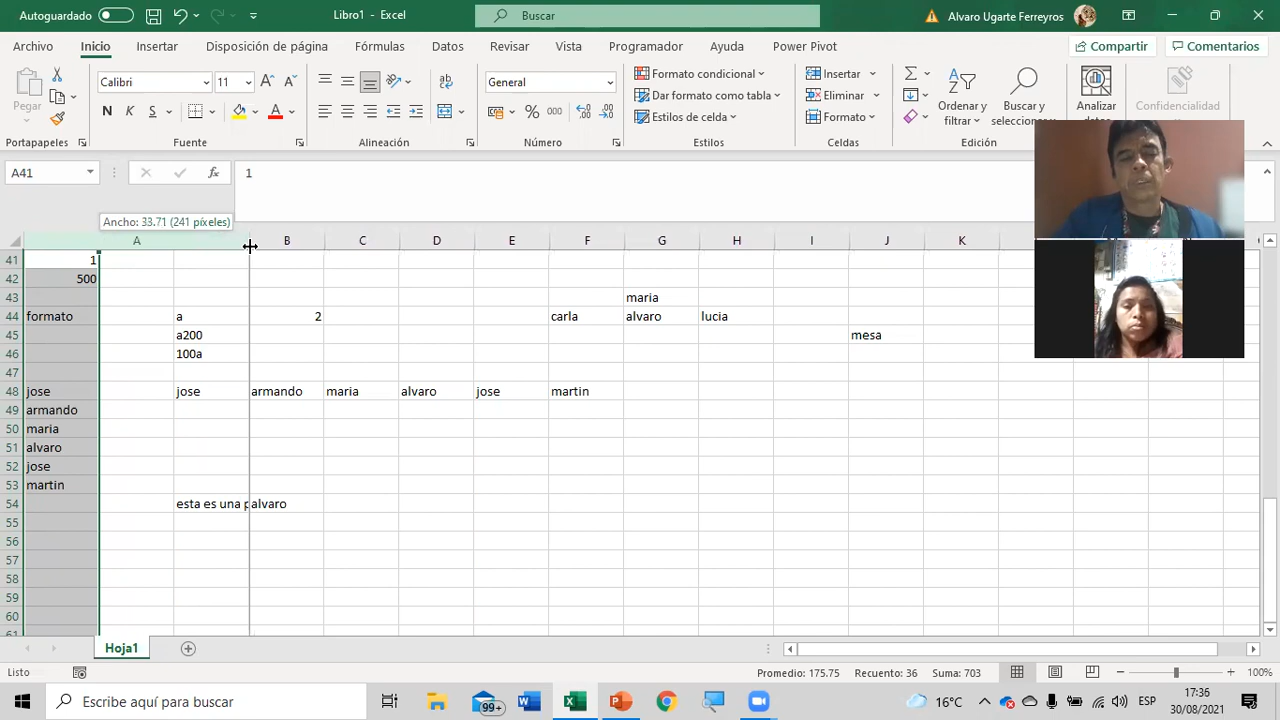 Autoguardado
Libro1 - Excel
Buscar
Alvaro Ugarte Ferreyros
Archivo Inicio Insertar Disposición de página Fórmulas Datos Revisar Vista Programador Ayuda Power Pivot
Compartir Comentarios
Pegar
Portapapeles
Calibri 11
N K S
Fuente
Alineación
General
% 000
Número
Formato condicional
Dar formato como tabla
Estilos de celda
Estilos
Insertar
Eliminar
Formato
Celdas
Ordenar y filtrar
Buscar y seleccionar
Edición
Analizar datos
Confidencialidad
A41
fx
1
Ancho: 33.71 (241 píxeles)
A B C D E F G H I J K
41 1
42 500
43 maria
44 formato a 2 carla alvaro lucia
45 a200 mesa
46 100a
47
48 jose jose armando maria alvaro jose martin
49 armando
50 maria
51 alvaro
52 jose
53 martin
54 esta es una p alvaro
55
56
57
58
59
60
61
Hoja1
Listo
Promedio: 175.75 Recuento: 36 Suma: 703
100%
Escribe aquí para buscar
99+
16°C
ESP
17:36
30/08/2021